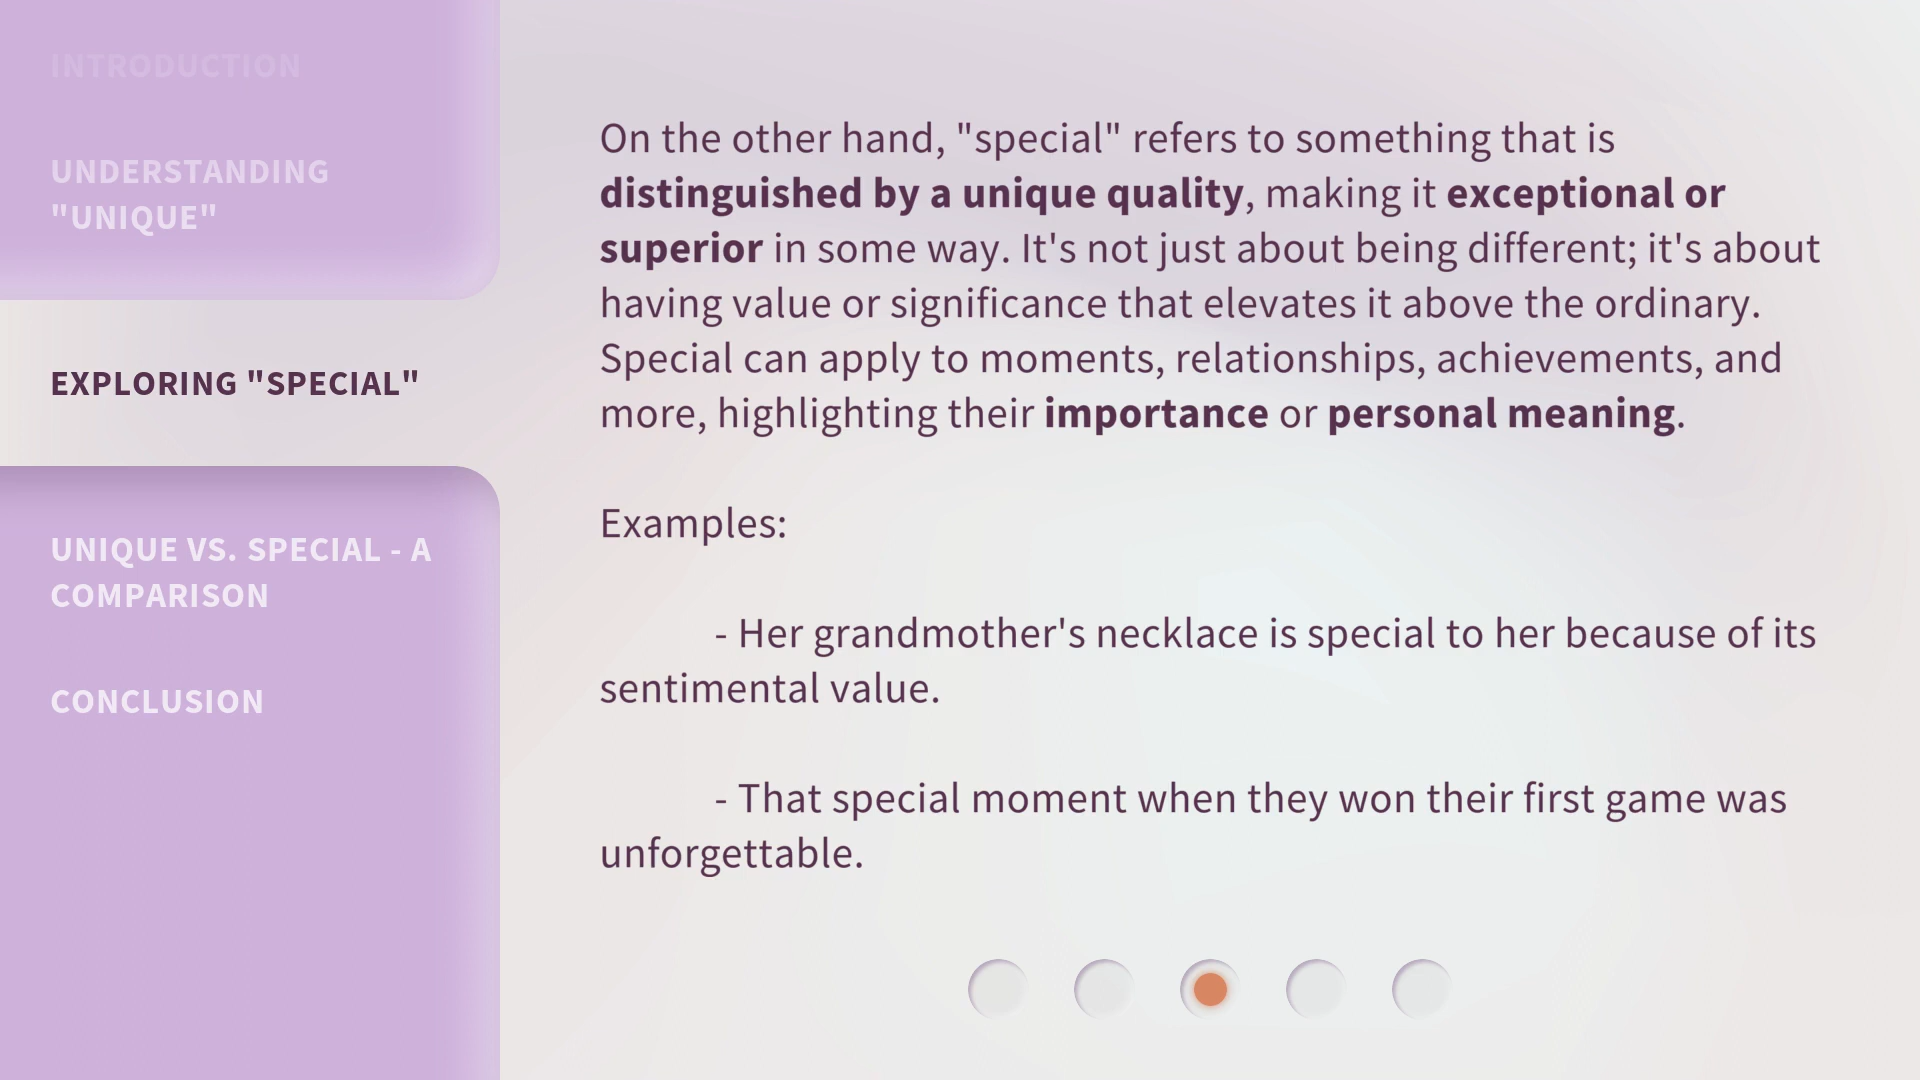 INTRODUCTION
UNDERSTANDING
"UNIQUE"
EXPLORING "SPECIAL"
UNIQUE VS. SPECIAL - A
COMPARISON
CONCLUSION
On the other hand, "special" refers to something that is
distinguished by a unique quality, making it exceptional or
superior in some way. It's not just about being different; it's about
having value or significance that elevates it above the ordinary.
Special can apply to moments, relationships, achievements, and
more, highlighting their importance or personal meaning.
Examples:
- Her grandmother's necklace is special to her because of its
sentimental value.
- That special moment when they won their first game was
unforgettable.